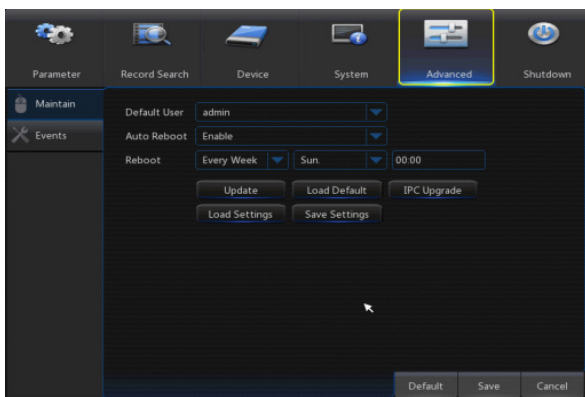 Parameter Record Search Device System Advanced Shutdown
Maintain
Events
Default User admin
Auto Reboot Enable
Reboot Every Week Sun. 00:00
Update Load Default IPC Upgrade
Load Settings Save Settings
Default Save Cancel